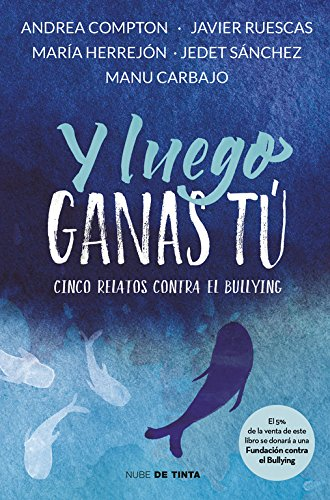 ANDREA COMPTON · JAVIER RUESCAS
MARÍA HERREJÓN · JEDET SÁNCHEZ
MANU CARBAJO
Y luego
GANAS TÚ
CINCO RELATOS CONTRA EL BULLYING
El 5%
de la venta de este
libro se donará a una
Fundación contra
el Bullying
NUBE DE TINTA